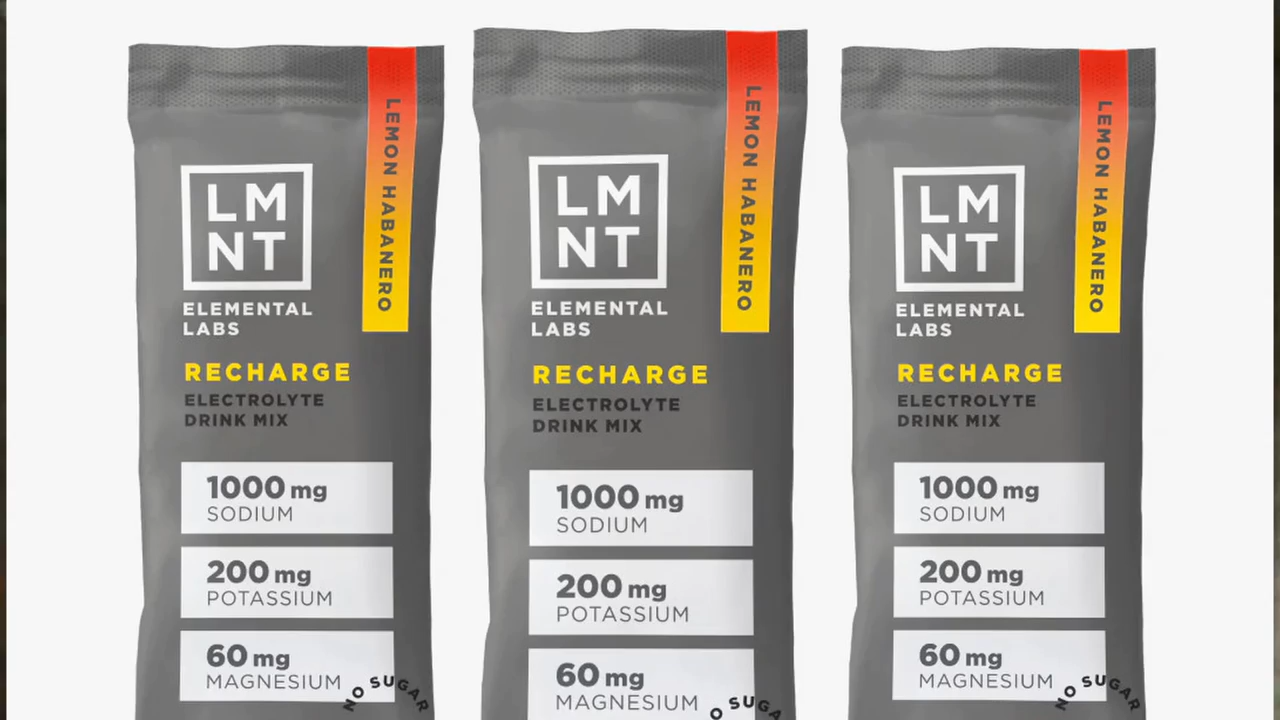 LEMON HABANERO
LM
NT
ELEMENTAL
LABS
RECHARGE
ELECTROLYTE
DRINK MIX
1000 mg
SODIUM
200 mg
POTASSIUM
60 mg
MAGNESIUM
NO SUGAR
LEMON HABANERO
LM
NT
ELEMENTAL
LABS
RECHARGE
ELECTROLYTE
DRINK MIX
1000 mg
SODIUM
200 mg
POTASSIUM
60 mg
MAGNESIUM
O SUGA
LEMON HABANERO
LM
NT
ELEMENTAL
LABS
RECHARGE
ELECTROLYTE
DRINK MIX
1000 mg
SODIUM
200 mg
POTASSIUM
60 mg
MAGNESIUM
NO SUGAR